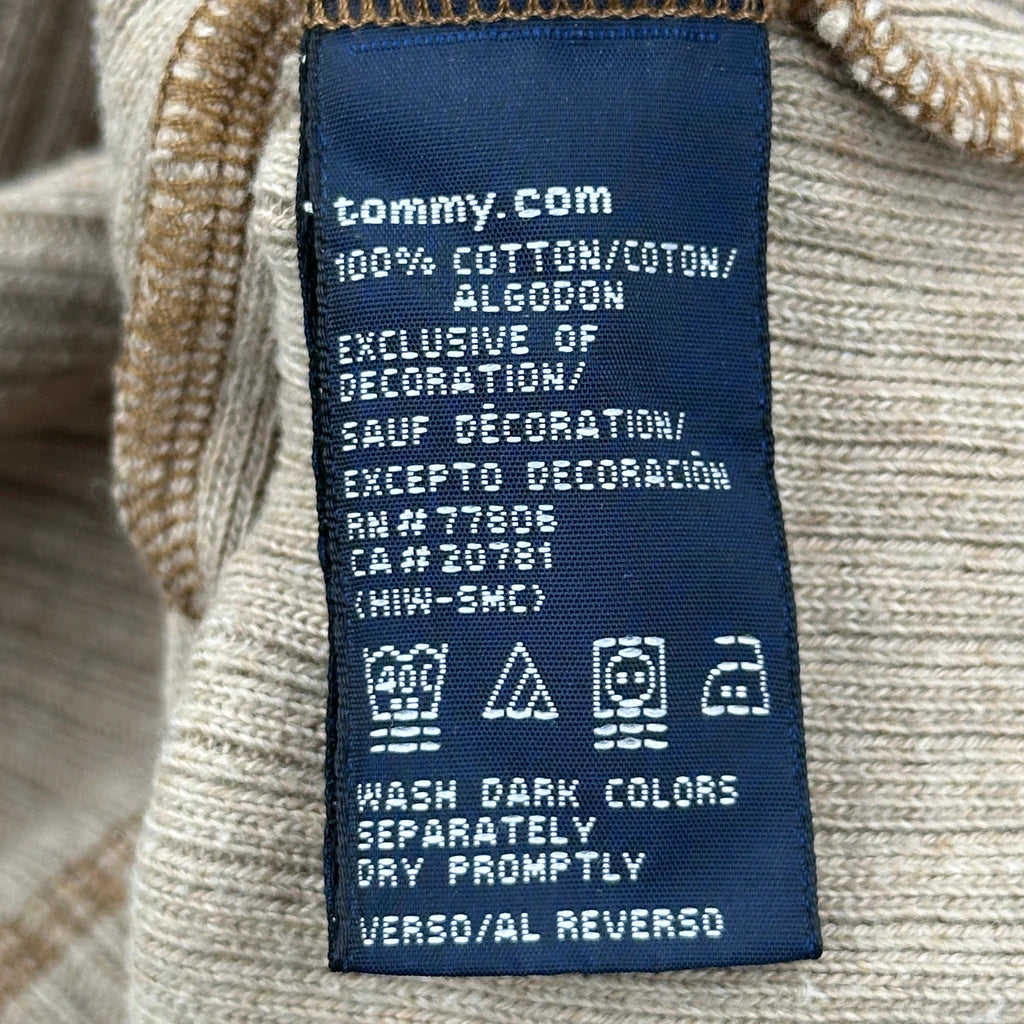 tommy.com
100% COTTON/COTON/
ALGODON
EXCLUSIVE OF
DECORATION/
SAUF DÉCORATION/
EXCEPTO DECORACIÓN
RN# 77806
CA# 20781
(HIW-SMC)
40
WASH DARK COLORS
SEPARATELY
DRY PROMPTLY
VERSO/AL REVERSO